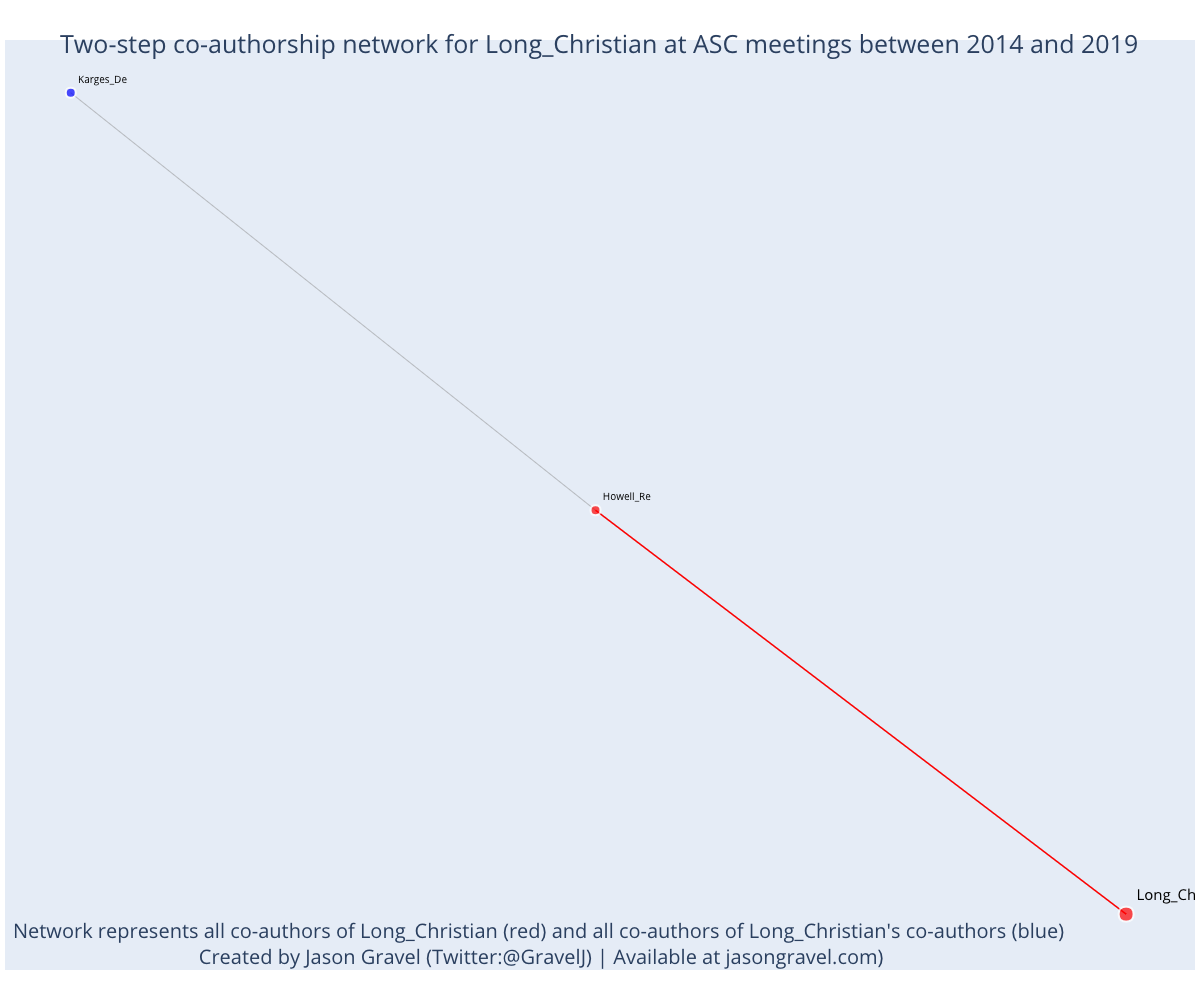 Two-step co-authorship network for Long_Christian at ASC meetings between 2014 and 2019
Karges_De
Howell_Re
Long_Ch
Network represents all co-authors of Long_Christian (red) and all co-authors of Long_Christian's co-authors (blue)
Created by Jason Gravel (Twitter:@GravelJ) | Available at jasongravel.com)